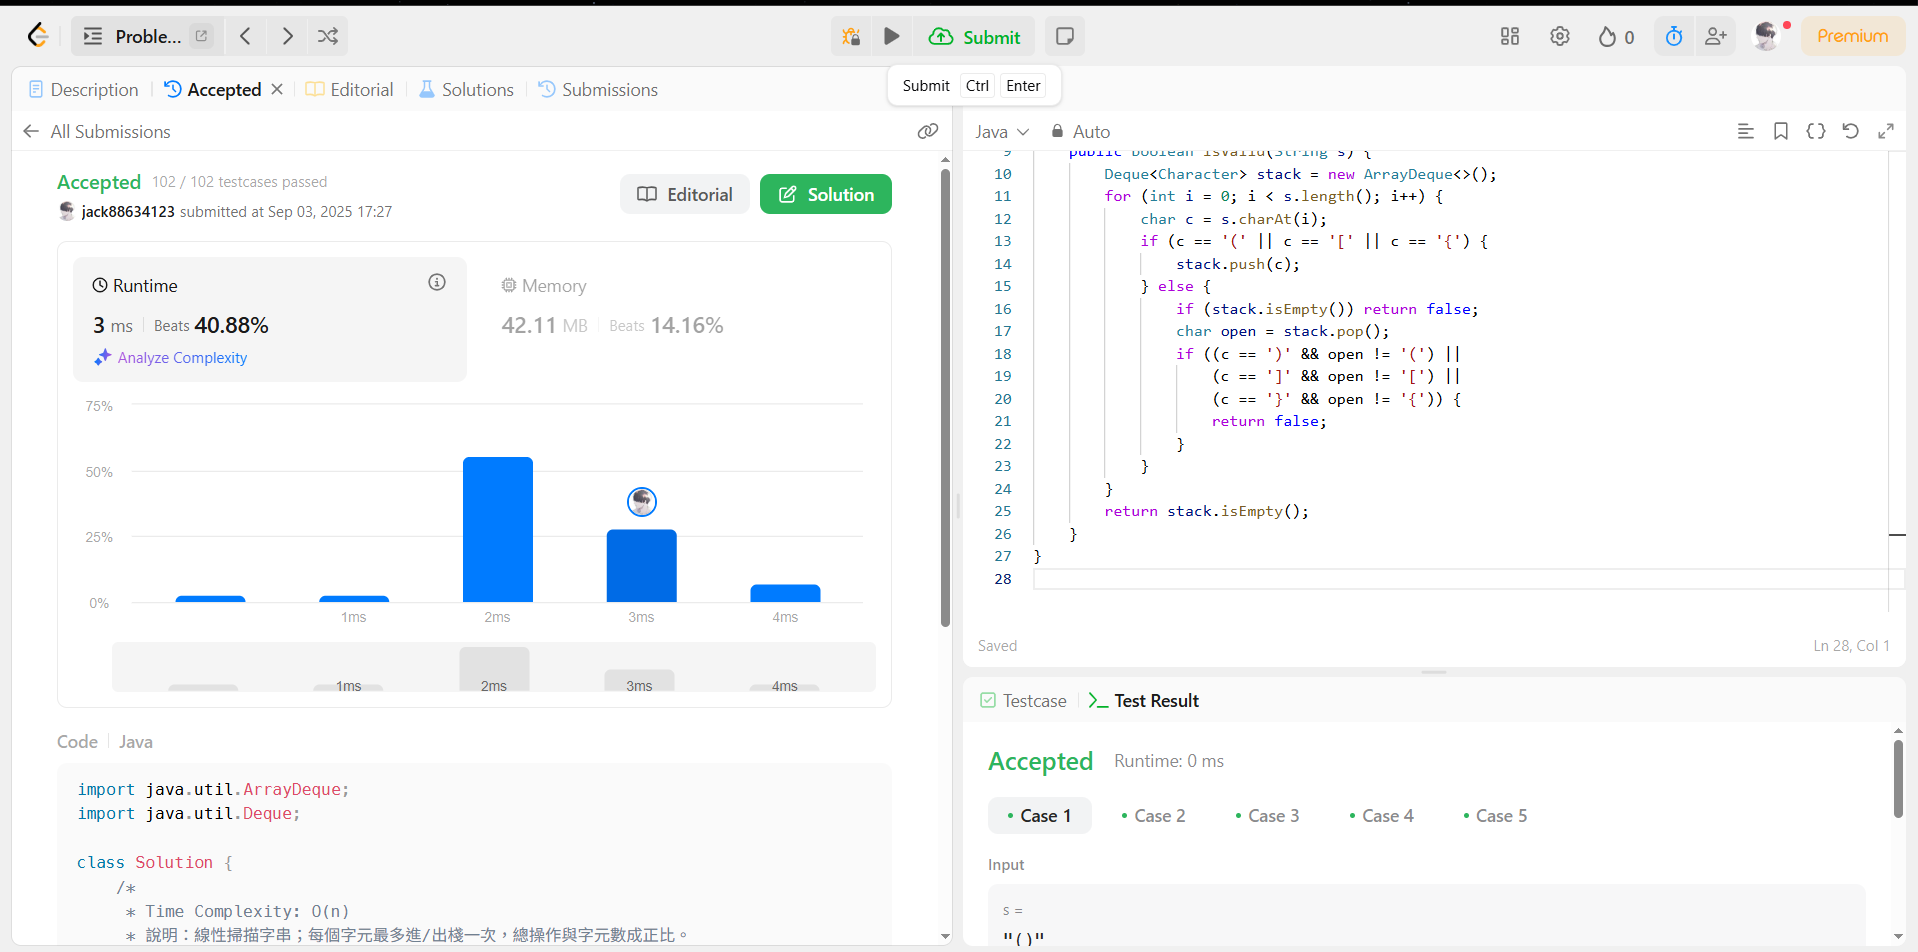 Proble...
Submit
0
Premium
Description
Accepted
Editorial
Solutions
Submissions
Submit Ctrl Enter
All Submissions
Accepted 102 / 102 testcases passed
jack88634123 submitted at Sep 03, 2025 17:27
Editorial
Solution
Runtime
3 ms Beats 40.88%
Analyze Complexity
Memory
42.11 MB Beats 14.16%
75%
50%
25%
0%
1ms 2ms 3ms 4ms
1ms 2ms 3ms 4ms
Code Java
import java.util.ArrayDeque;
import java.util.Deque;
class Solution {
/*
* Time Complexity: O(n)
* 說明：線性掃描字串；每個字元最多進/出棧一次，總操作與字元數成正比。
Java Auto
9 public boolean isValid(String s) {
10 Deque<Character> stack = new ArrayDeque<>();
11 for (int i = 0; i < s.length(); i++) {
12 char c = s.charAt(i);
13 if (c == '(' || c == '[' || c == '{') {
14 stack.push(c);
15 } else {
16 if (stack.isEmpty()) return false;
17 char open = stack.pop();
18 if ((c == ')' && open != '(') ||
19 (c == ']' && open != '[') ||
20 (c == '}' && open != '{')) {
21 return false;
22 }
23 }
24 }
25 return stack.isEmpty();
26 }
27 }
28
Saved
Ln 28, Col 1
Testcase
Test Result
Accepted Runtime: 0 ms
Case 1 Case 2 Case 3 Case 4 Case 5
Input
s =
"()"